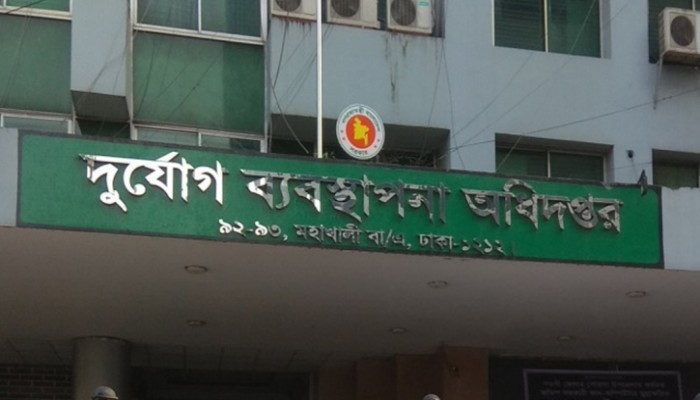 দুর্যোগ ব্যবস্থাপনা অধিদপ্তর
৯২-৯৩, মহাখালী বা/এ, ঢাকা-১২১২